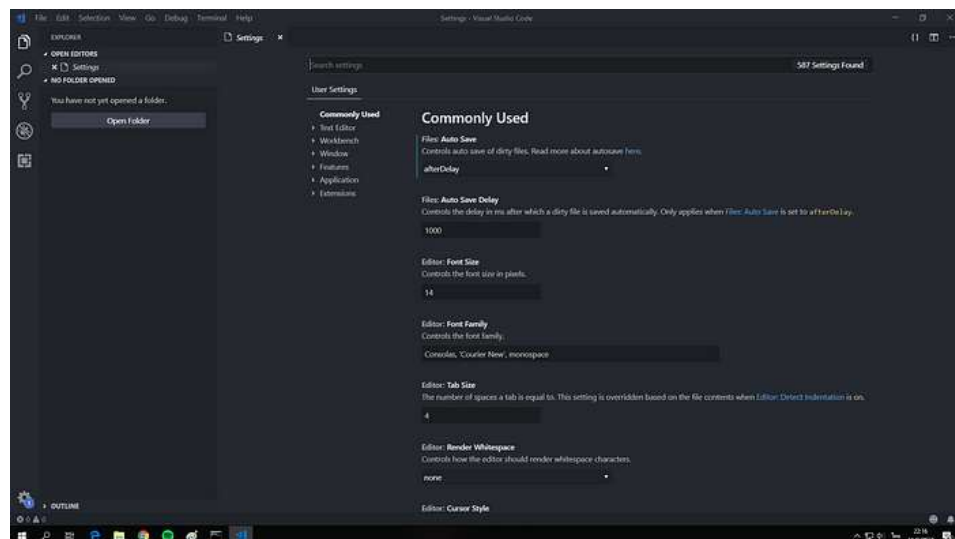 File Edit Selection View Go Debug Terminal Help
Settings - Visual Studio Code
EXPLORER
OPEN EDITORS
Settings
NO FOLDER OPENED
You have not yet opened a folder.
Open Folder
OUTLINE
Settings
Search settings
587 Settings Found
User Settings
Commonly Used
Text Editor
Workbench
Window
Features
Application
Extensions
Commonly Used
Files: Auto Save
Controls auto save of dirty files. Read more about autosave here.
afterDelay
Files: Auto Save Delay
Controls the delay in ms after which a dirty file is saved automatically. Only applies when Files: Auto Save is set to afterDelay.
1000
Editor: Font Size
Controls the font size in pixels.
14
Editor: Font Family
Controls the font family.
Consolas, 'Courier New', monospace
Editor: Tab Size
The number of spaces a tab is equal to. This setting is overridden based on the file contents when Editor: Detect Indentation is on.
4
Editor: Render Whitespace
Controls how the editor should render whitespace characters.
none
Editor: Cursor Style
0 0
22:16